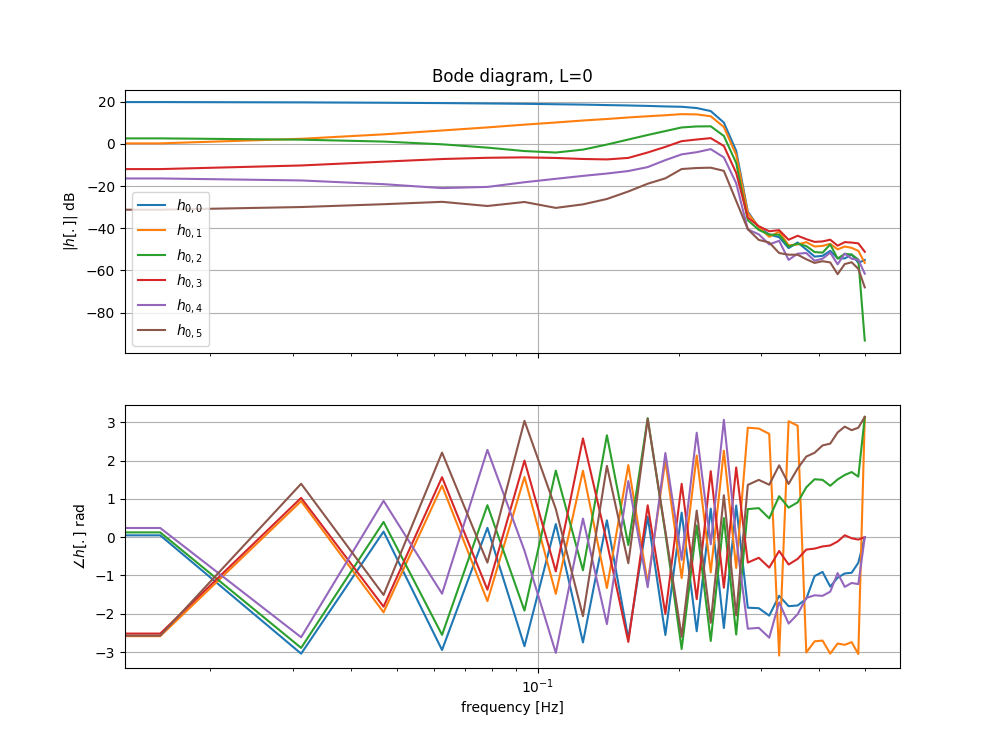 Bode diagram, L=0
|h[.]| dB
20
0
−20
−40
−60
−80
h0,0
h0,1
h0,2
h0,3
h0,4
h0,5
∠h[.] rad
3
2
1
0
−1
−2
−3
10−1
frequency [Hz]